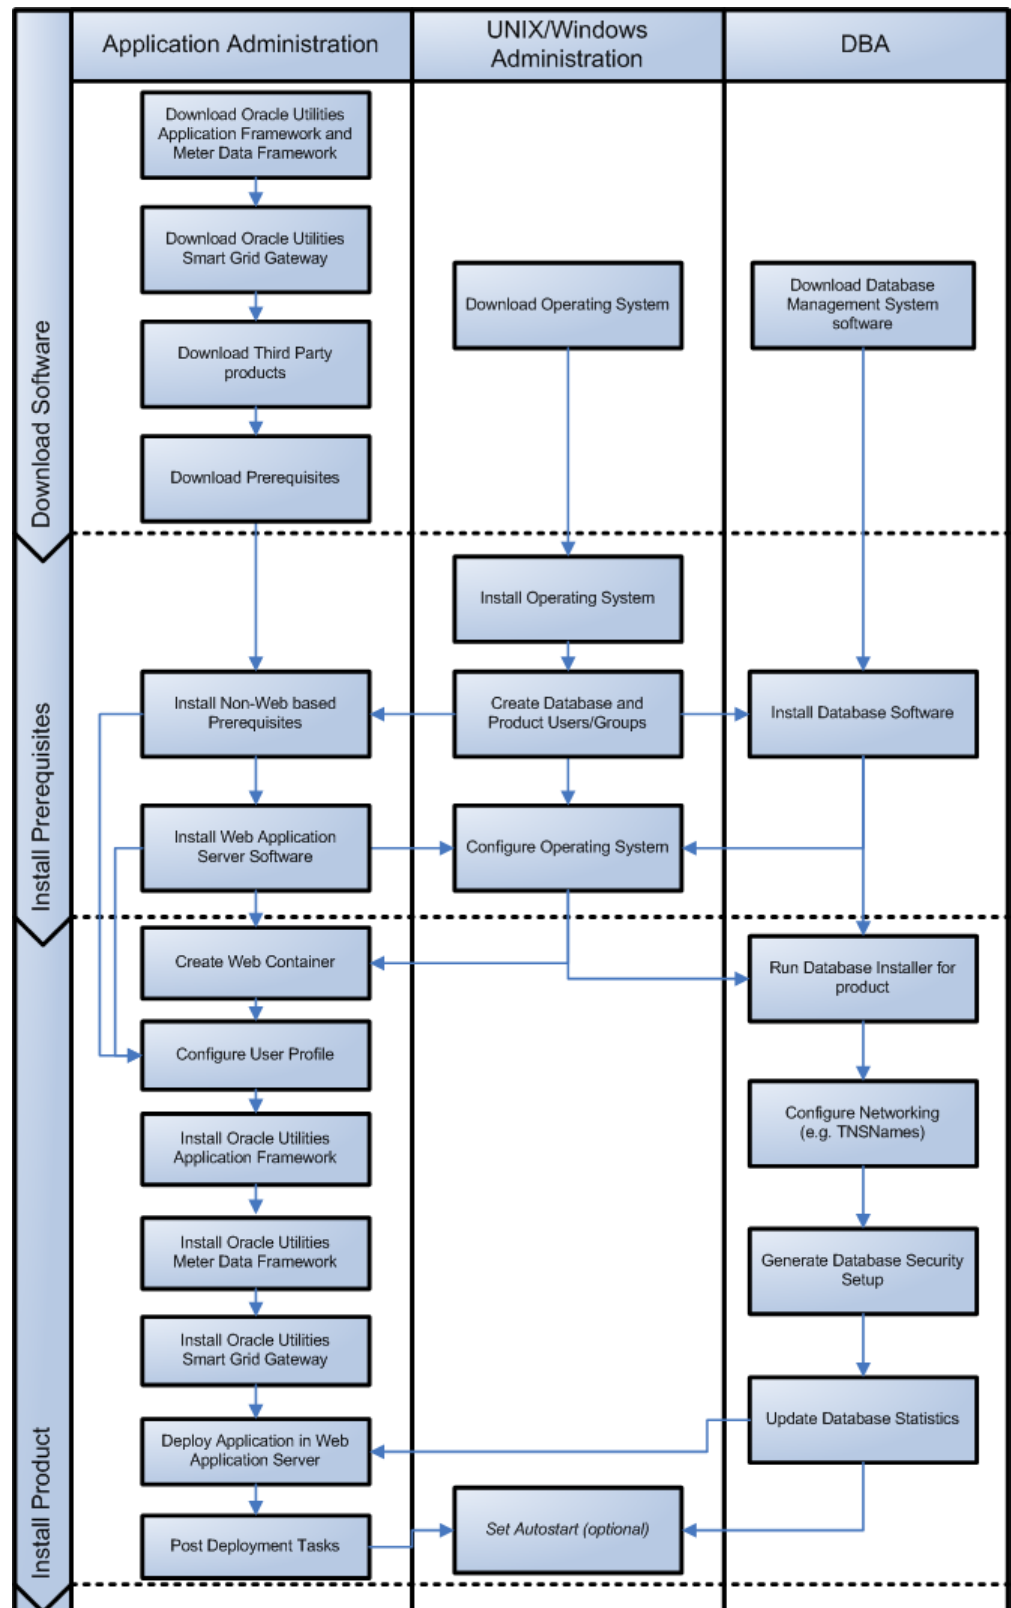 Application Administration
UNIX/Windows
Administration
DBA
Download Software
Download Oracle Utilities
Application Framework and
Meter Data Framework
Download Oracle Utilities
Smart Grid Gateway
Download Third Party
products
Download Prerequisites
Download Operating System
Download Database
Management System
software
Install Prerequisites
Install Operating System
Install Non-Web based
Prerequisites
Create Database and
Product Users/Groups
Install Database Software
Install Web Application
Server Software
Configure Operating System
Install Product
Create Web Container
Run Database Installer for
product
Configure User Profile
Configure Networking
(e.g. TNSNames)
Install Oracle Utilities
Application Framework
Install Oracle Utilities
Meter Data Framework
Generate Database Security
Setup
Install Oracle Utilities
Smart Grid Gateway
Update Database Statistics
Deploy Application in Web
Application Server
Post Deployment Tasks
Set Autostart (optional)